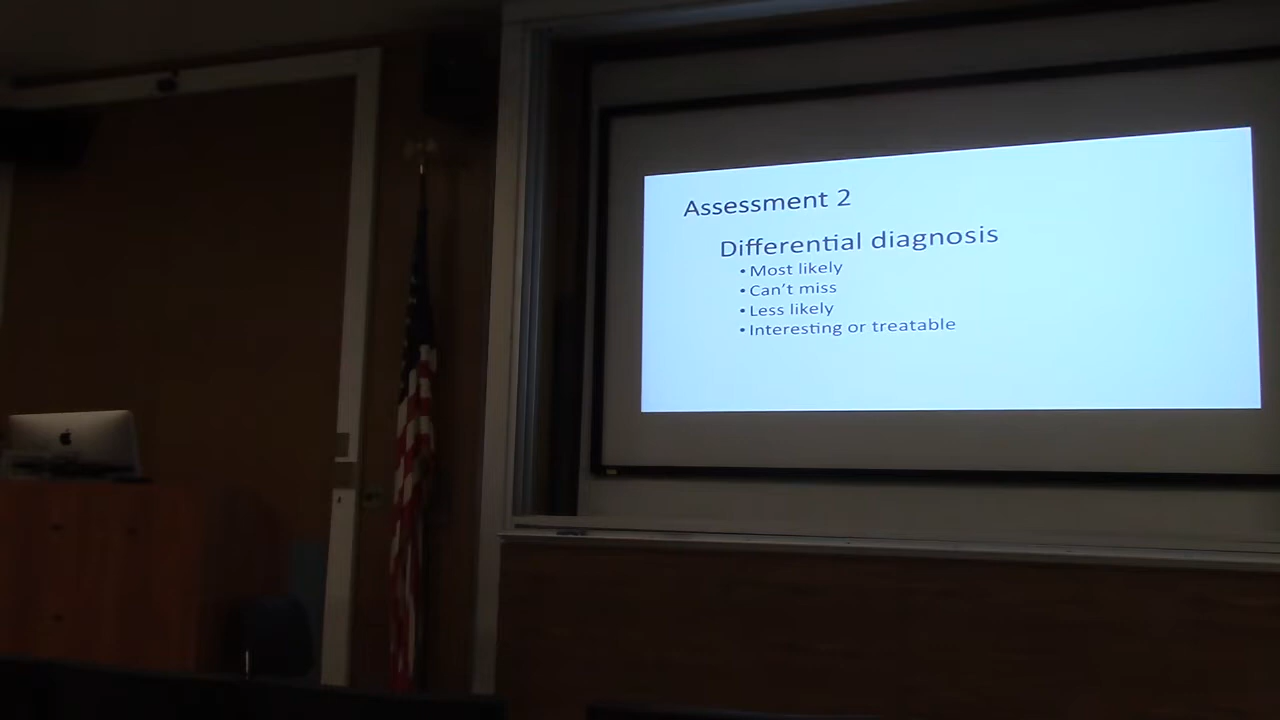 Assessment 2
Differential diagnosis
• Most likely
• Can't miss
• Less likely
• Interesting or treatable